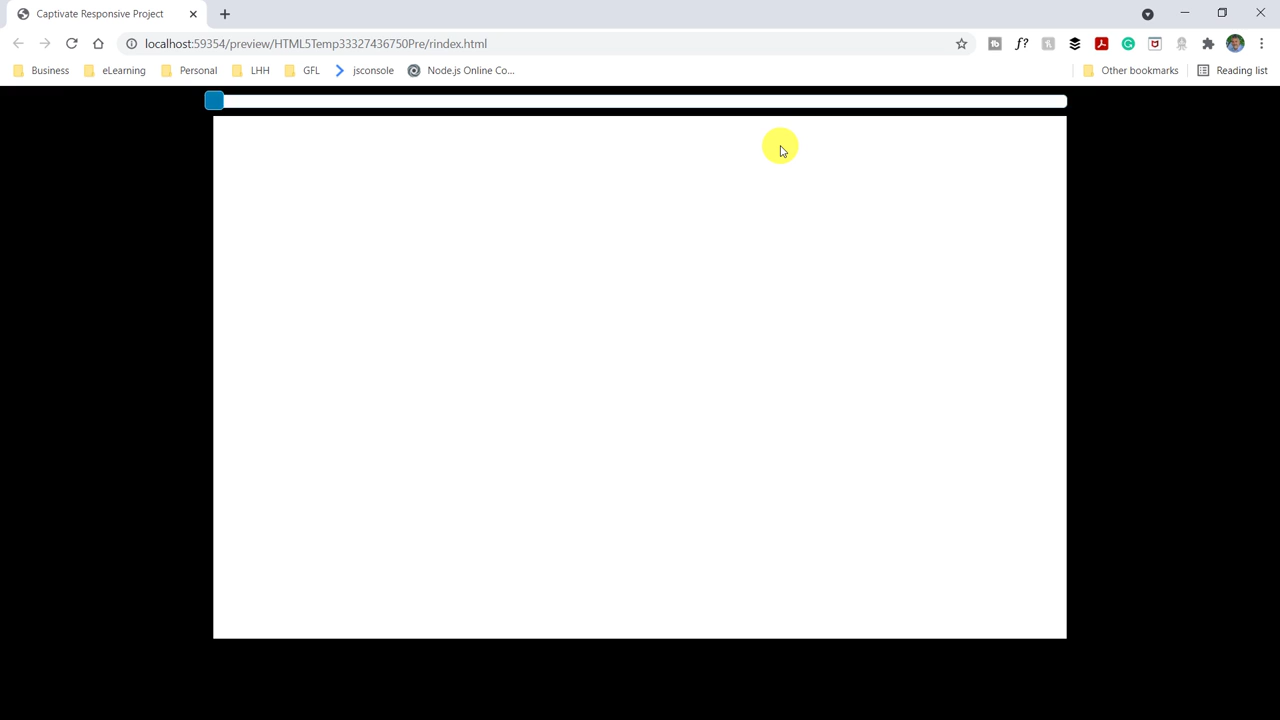 Captivate Responsive Project
localhost:59354/preview/HTML5Temp33327436750Pre/rindex.html
f?
Business eLearning Personal LHH GFL jsconsole Node.js Online Co... Other bookmarks Reading list